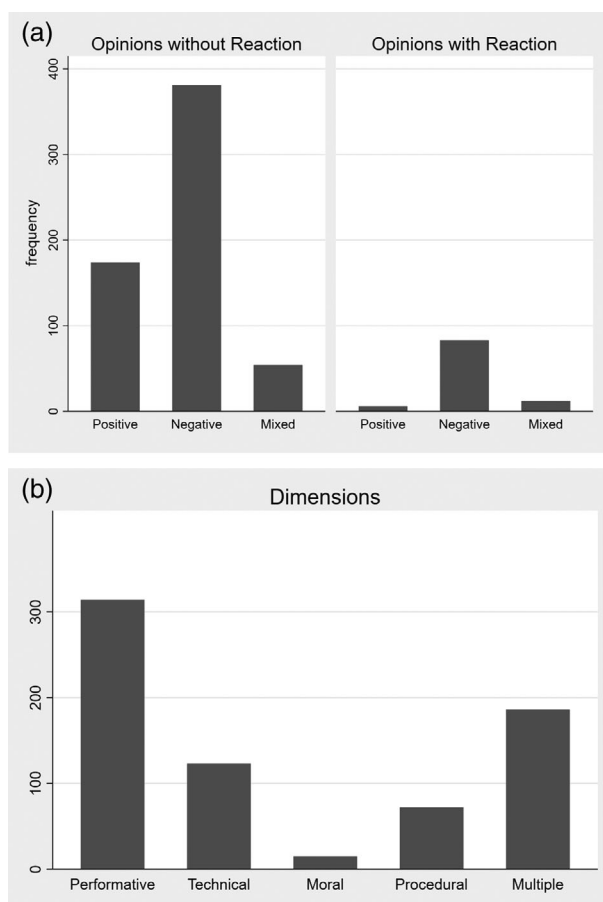 (a)
Opinions without Reaction
Opinions with Reaction
frequency
400
300
200
100
0
Positive Negative Mixed
Positive Negative Mixed
(b)
Dimensions
300
200
100
0
Performative Technical Moral Procedural Multiple